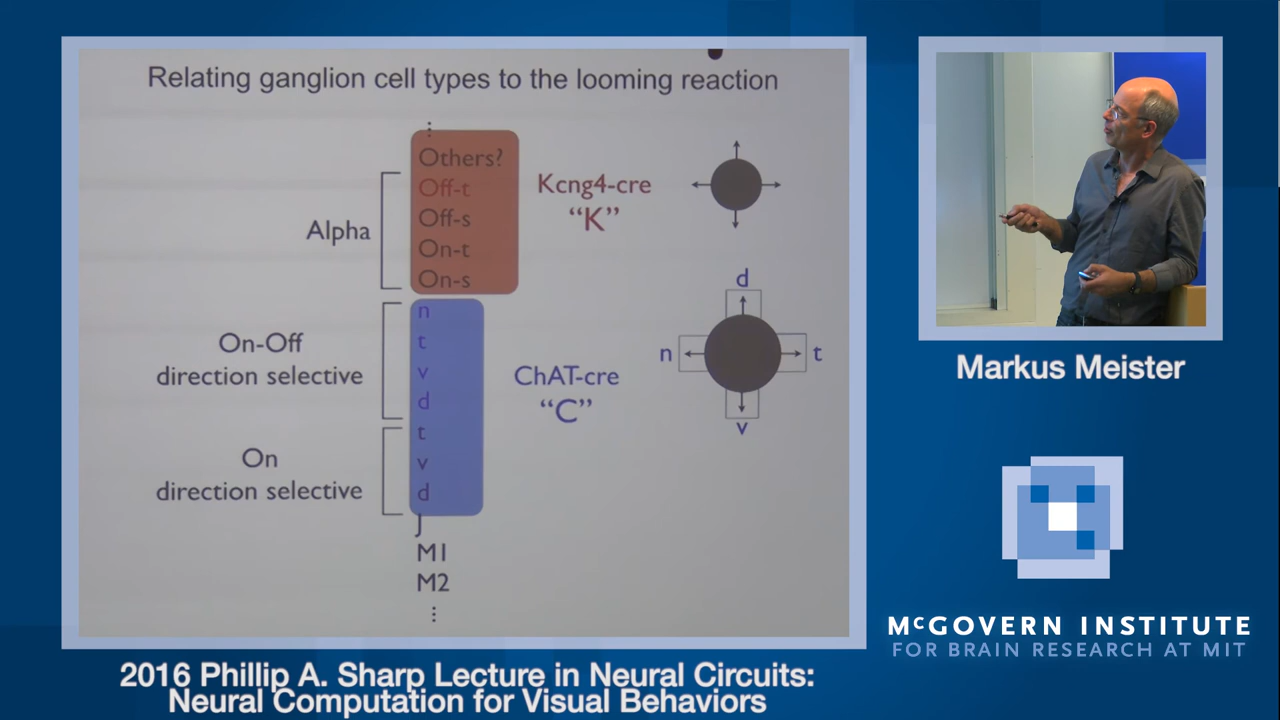 Relating ganglion cell types to the looming reaction
Others?
Off-t
Off-s
On-t
On-s
Alpha
Kcng4-cre
“K”
n
t
v
d
On-Off
direction selective
ChAT-cre
“C”
t
v
d
On
direction selective
J
M1
M2
d
n
t
v
Markus Meister
McGOVERN INSTITUTE
FOR BRAIN RESEARCH AT MIT
2016 Phillip A. Sharp Lecture in Neural Circuits:
Neural Computation for Visual Behaviors